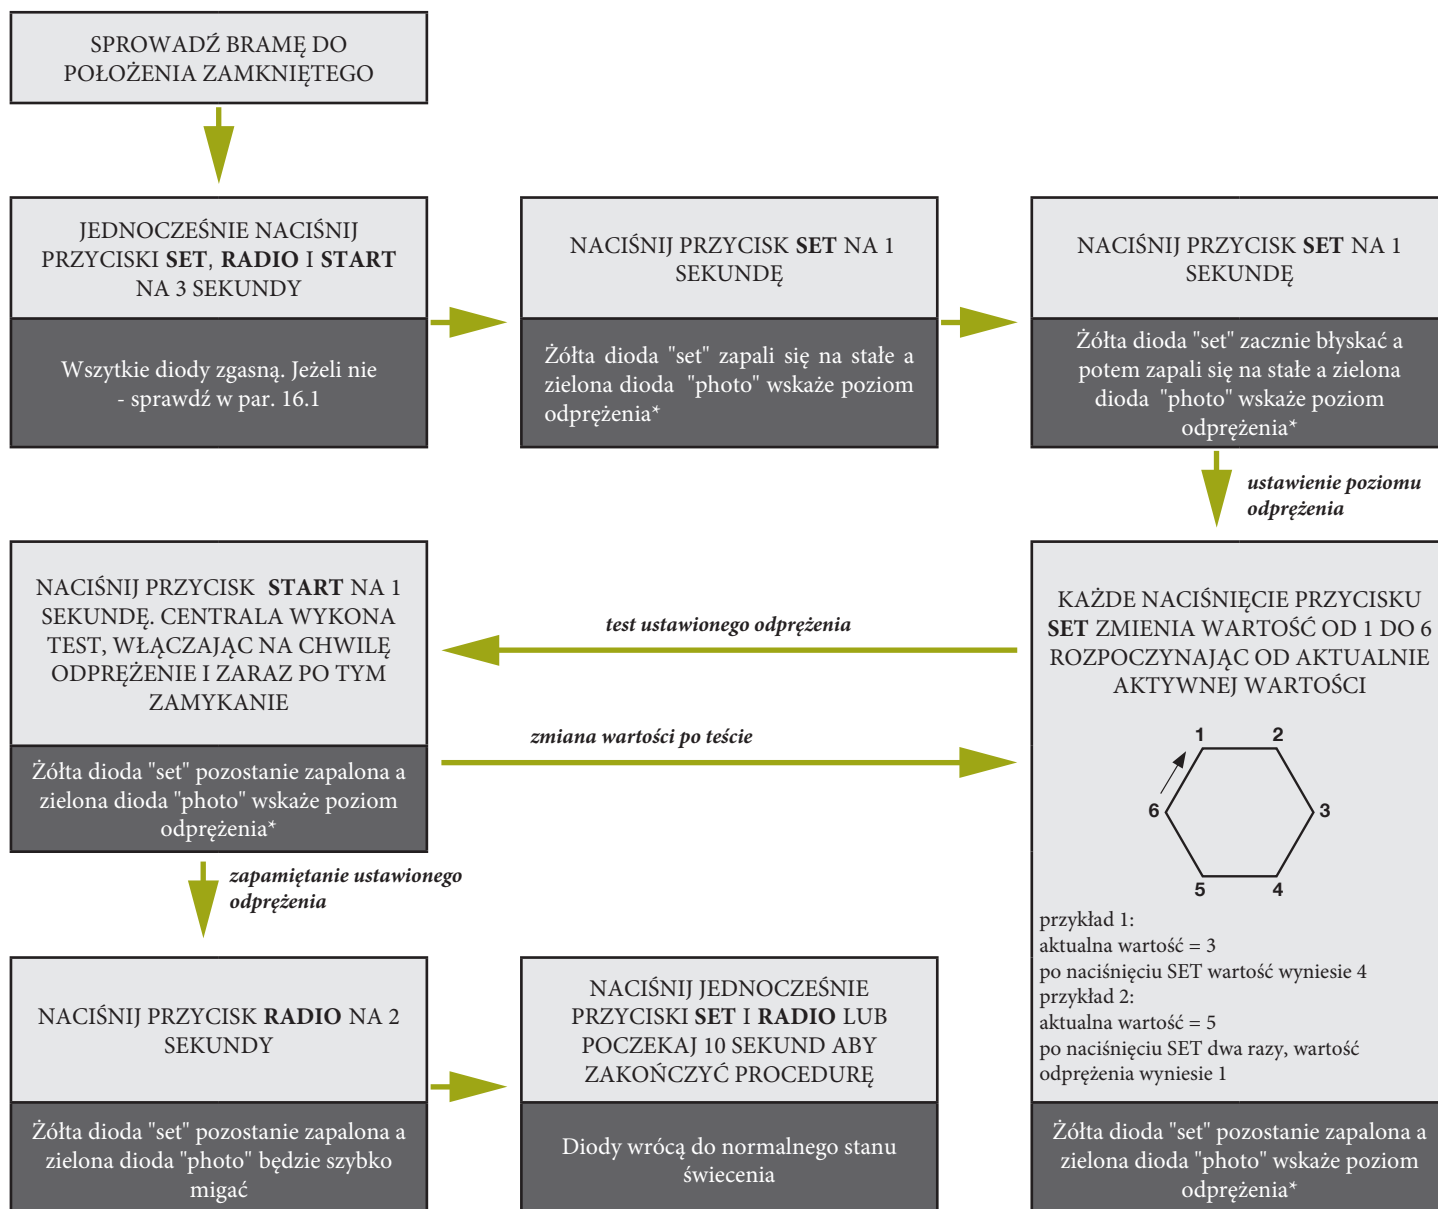 SPROWADŹ BRAMĘ DO
POŁOŻENIA ZAMKNIĘTEGO
JEDNOCZEŚNIE NACIŚNIJ
PRZYCISKI SET, RADIO I START
NA 3 SEKUNDY
Wszytkie diody zgasną. Jeżeli nie
- sprawdź w par. 16.1
NACIŚNIJ PRZYCISK SET NA 1
SEKUNDĘ
Żółta dioda "set" zapali się na stałe a
zielona dioda "photo" wskaże poziom
odprężenia*
NACIŚNIJ PRZYCISK SET NA 1
SEKUNDĘ
Żółta dioda "set" zacznie błyskać a
potem zapali się na stałe a zielona
dioda "photo" wskaże poziom
odprężenia*
ustawienie poziomu
odprężenia
KAŻDE NACIŚNIĘCIE PRZYCISKU
SET ZMIENIA WARTOŚĆ OD 1 DO 6
ROZPOCZYNAJĄC OD AKTUALNIE
AKTYWNEJ WARTOŚCI
1 2
6 3
5 4
przykład 1:
aktualna wartość = 3
po naciśnięciu SET wartość wyniesie 4
przykład 2:
aktualna wartość = 5
po naciśnięciu SET dwa razy, wartość
odprężenia wyniesie 1
Żółta dioda "set" pozostanie zapalona a
zielona dioda "photo" wskaże poziom
odprężenia*
test ustawionego odprężenia
zmiana wartości po teście
NACIŚNIJ PRZYCISK START NA 1
SEKUNDĘ. CENTRALA WYKONA
TEST, WŁĄCZAJĄC NA CHWILĘ
ODPRĘŻENIE I ZARAZ PO TYM
ZAMYKANIE
Żółta dioda "set" pozostanie zapalona a
zielona dioda "photo" wskaże poziom
odprężenia*
zapamiętanie ustawionego
odprężenia
NACIŚNIJ PRZYCISK RADIO NA 2
SEKUNDY
Żółta dioda "set" pozostanie zapalona a
zielona dioda "photo" będzie szybko
migać
NACIŚNIJ JEDNOCZEŚNIE
PRZYCISKI SET I RADIO LUB
POCZEKAJ 10 SEKUND ABY
ZAKOŃCZYĆ PROCEDURĘ
Diody wrócą do normalnego stanu
świecenia